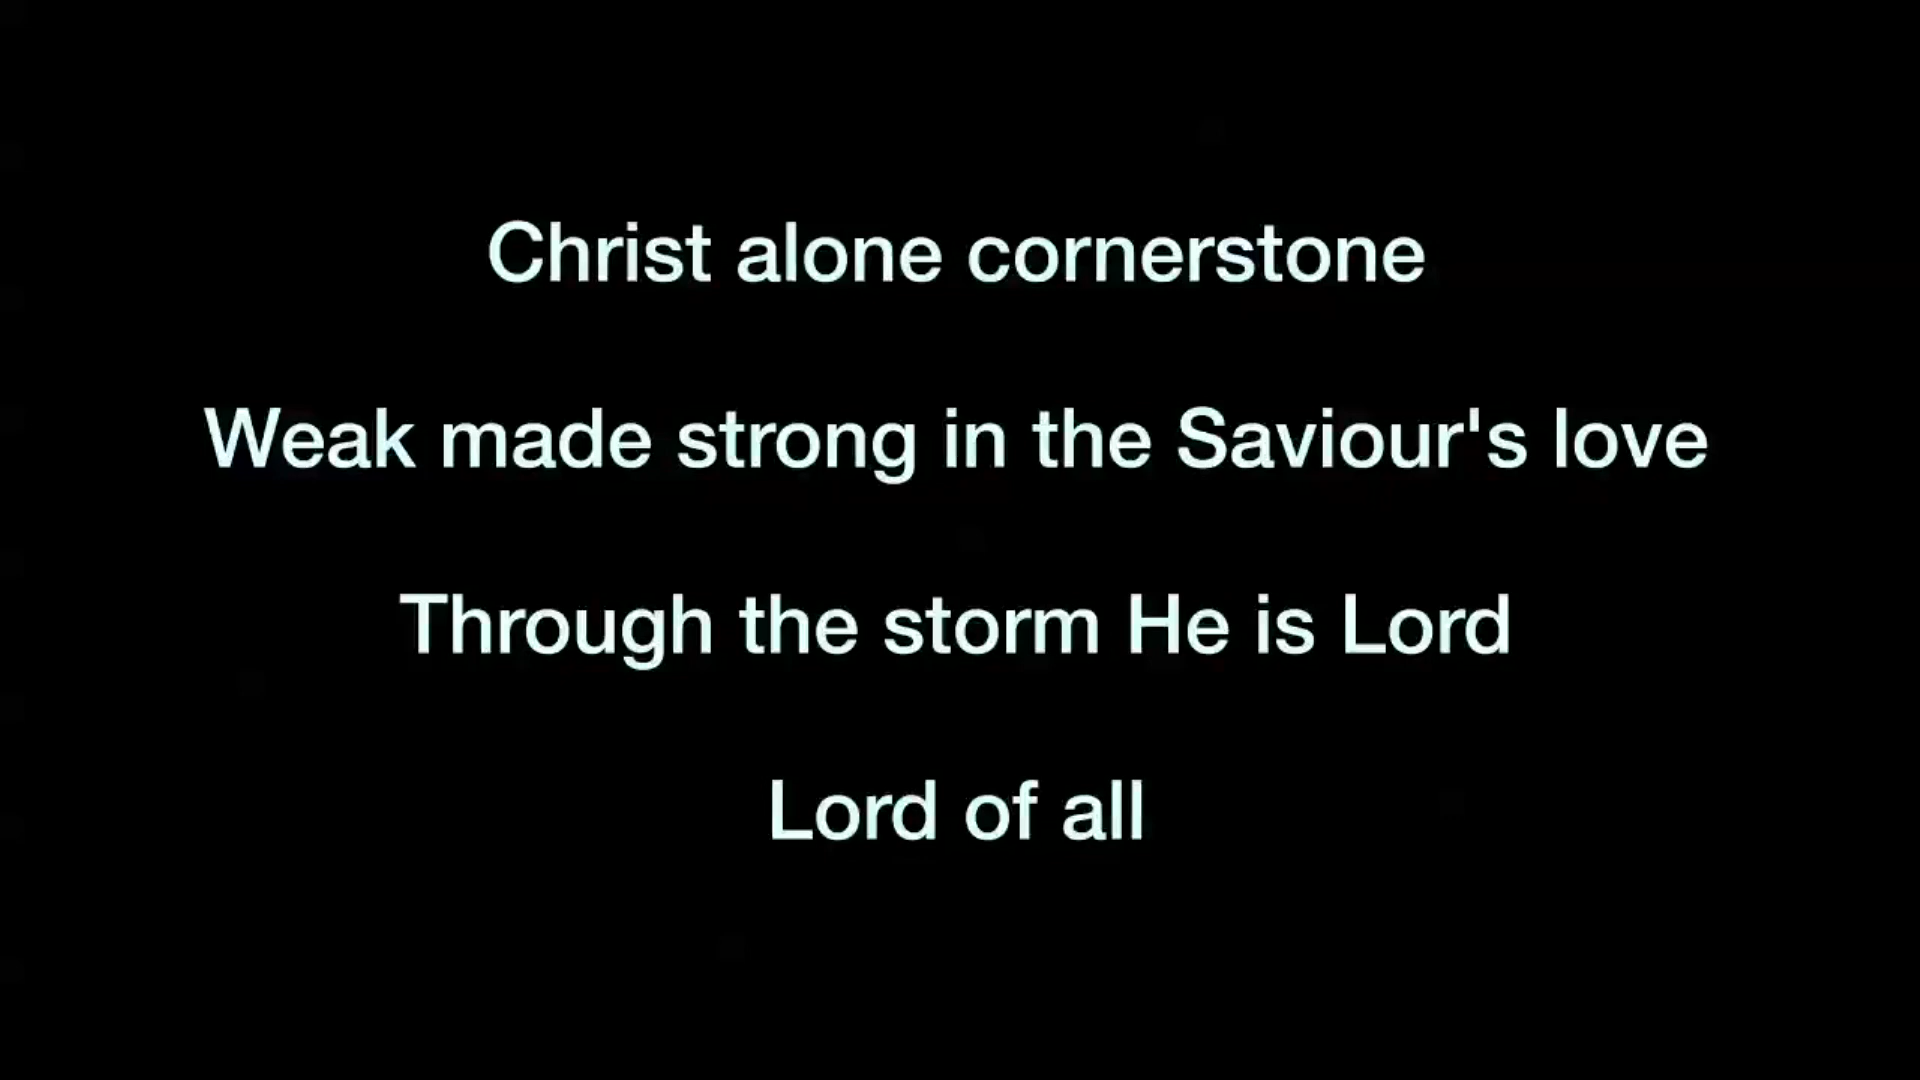 Christ alone cornerstone
Weak made strong in the Saviour's love
Through the storm He is Lord
Lord of all